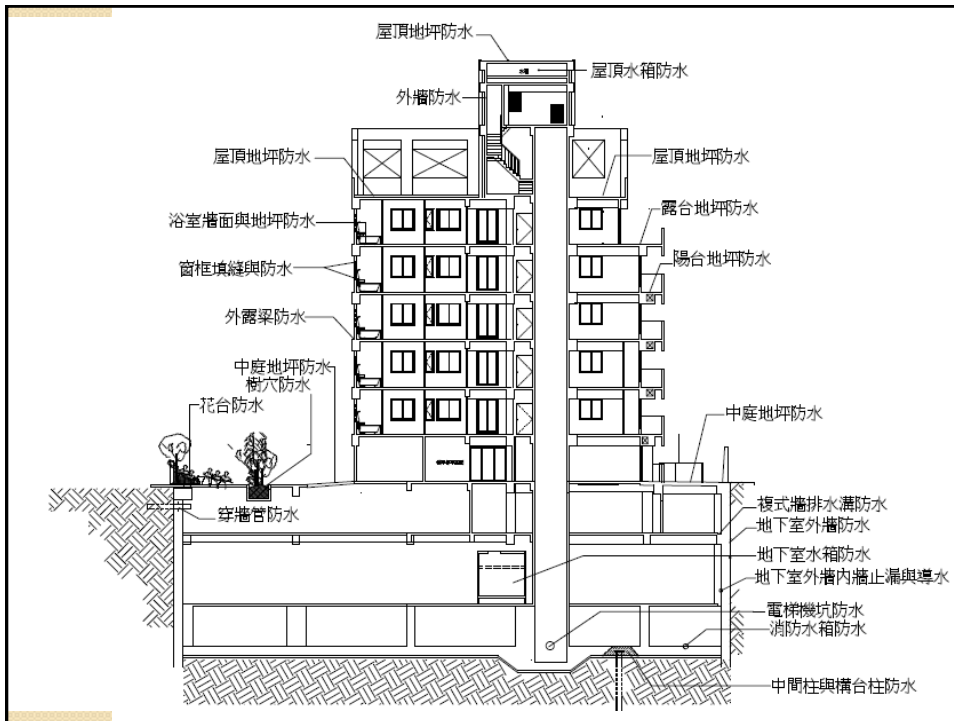 屋頂地坪防水
屋頂水箱防水
外牆防水
屋頂地坪防水
屋頂地坪防水
浴室牆面與地坪防水
露台地坪防水
窗框填縫與防水
陽台地坪防水
外露梁防水
中庭地坪防水
樹穴防水
花台防水
中庭地坪防水
穿牆管防水
複式牆排水溝防水
地下室外牆防水
地下室水箱防水
地下室外牆內牆止漏與導水
電梯機坑防水
消防水箱防水
中間柱與構台柱防水